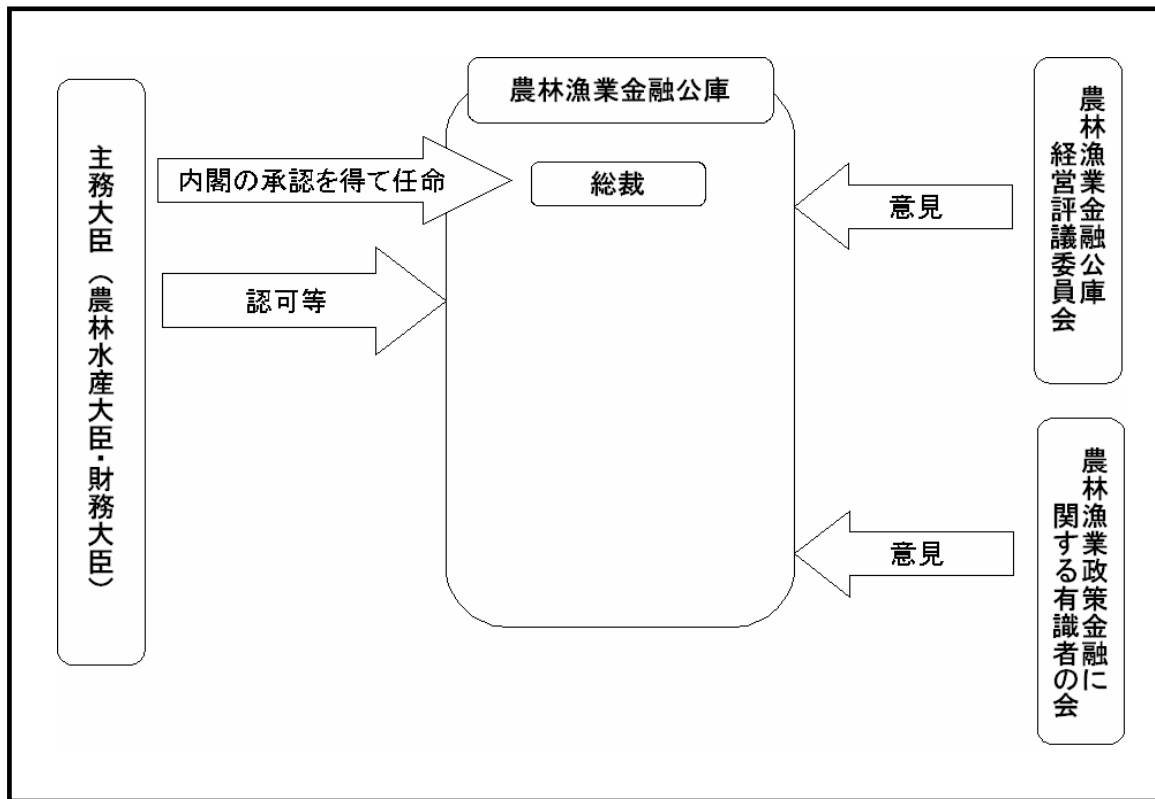 農林漁業金融公庫
総裁
主務大臣（農林水産大臣・財務大臣）
内閣の承認を得て任命
認可等
意見
農林漁業金融公庫
経営評議委員会
意見
農林漁業政策金融に
関する有識者の会